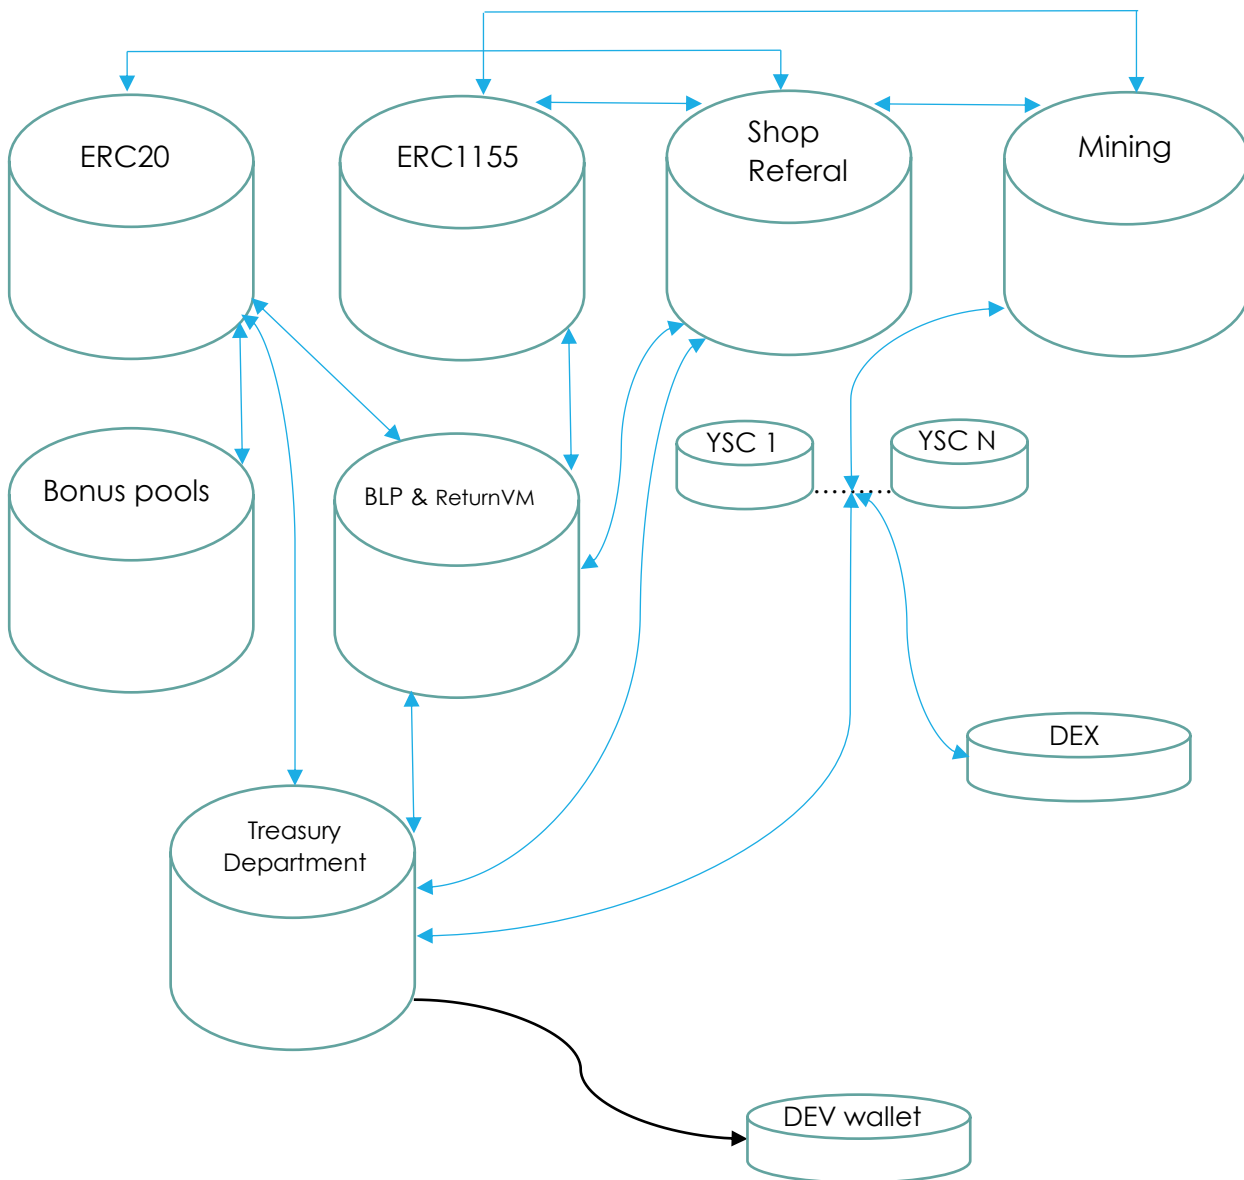 ERC20
ERC1155
Shop
Referal
Mining
YSC 1
YSC N
Bonus pools
BLP & ReturnVM
DEX
Treasury
Department
DEV wallet